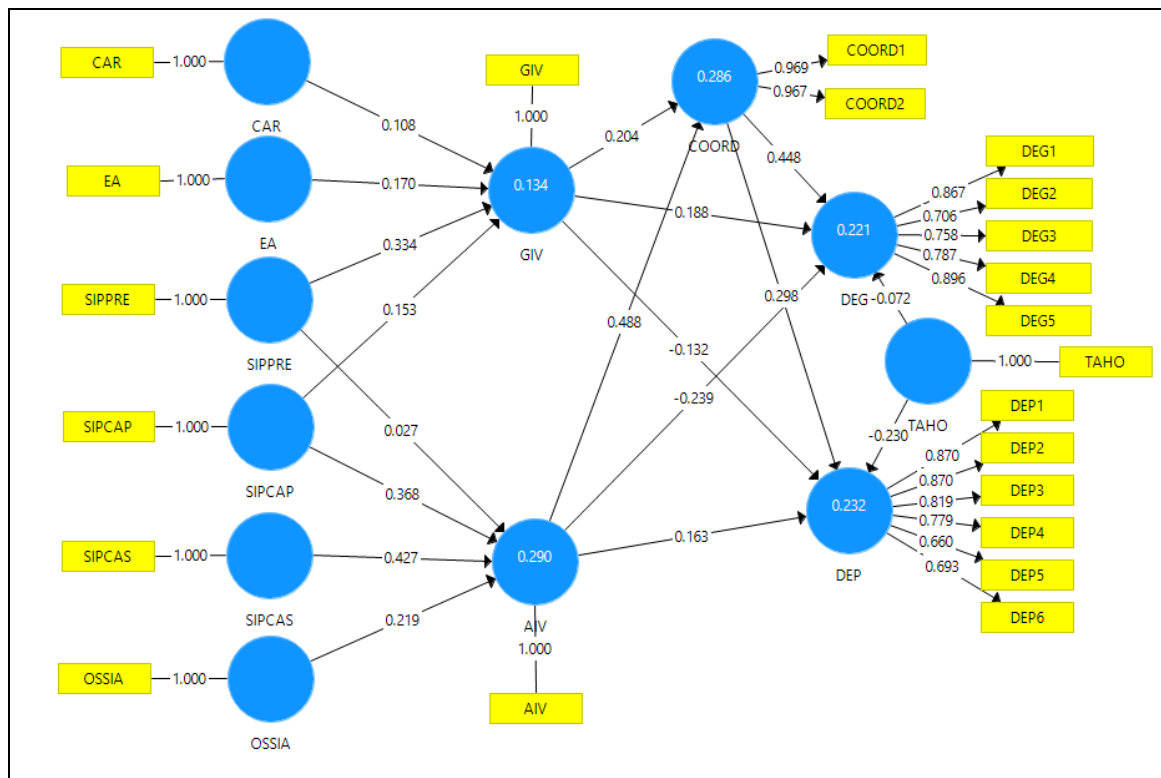 CAR
1.000
CAR
0.108
EA
1.000
EA
0.170
SIPPRE
1.000
SIPPRE
0.334
0.027
SIPCAP
1.000
SIPCAP
0.153
0.368
SIPCAS
1.000
SIPCAS
0.427
OSSIA
1.000
OSSIA
0.219
GIV
1.000
0.134
GIV
0.204
0.188
-0.132
0.290
AIV
1.000
AIV
0.488
-0.239
0.163
0.286
COORD
0.969
COORD1
0.967
COORD2
0.448
0.298
0.221
DEG
0.867
DEG1
0.706
DEG2
0.758
DEG3
0.787
DEG4
0.896
DEG5
-0.072
TAHO
1.000
TAHO
-0.230
0.232
DEP
0.870
DEP1
0.870
DEP2
0.819
DEP3
0.779
DEP4
0.660
DEP5
0.693
DEP6